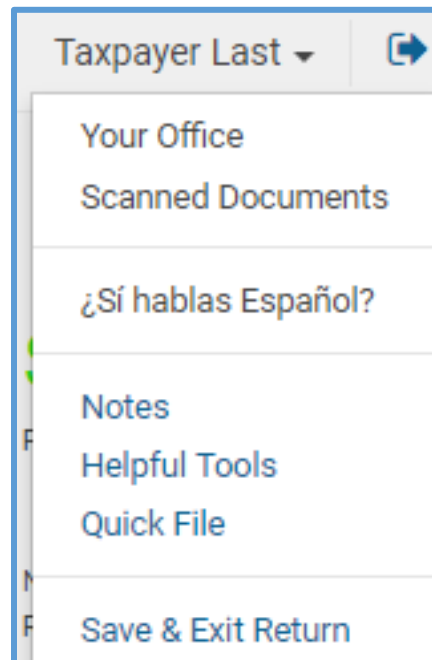 Taxpayer Last
Your Office
Scanned Documents
¿Sí hablas Español?
Notes
Helpful Tools
Quick File
Save & Exit Return